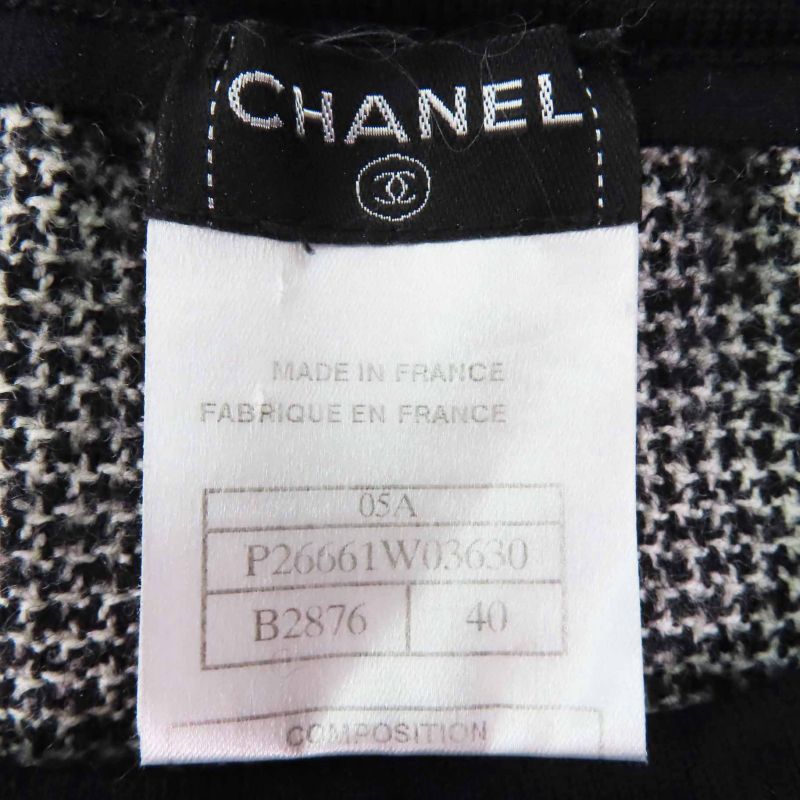 CHANEL
MADE IN FRANCE
FABRIQUE EN FRANCE
05A
P26661W03630
B2876 40
COMPOSITION